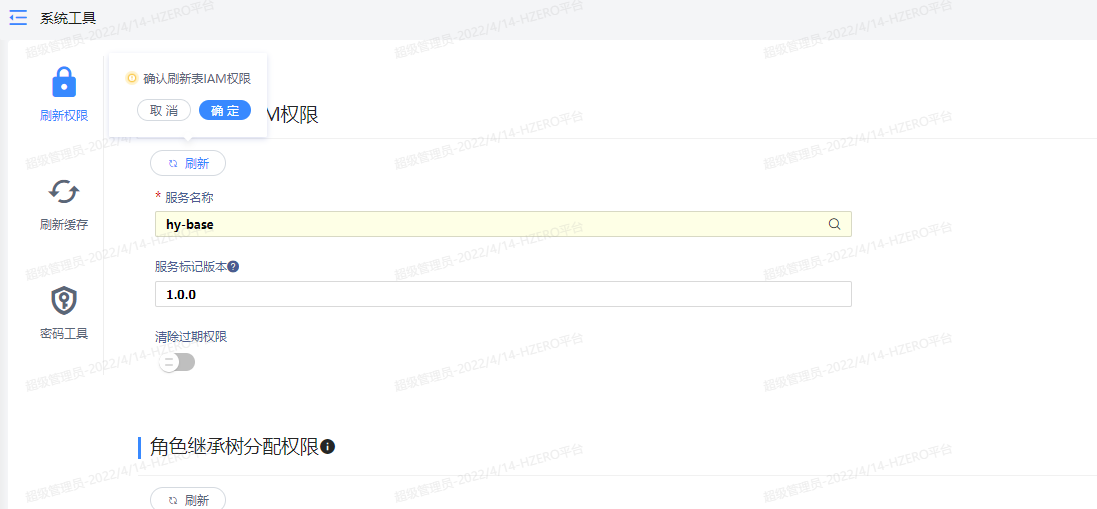 系统工具
确认刷新表IAM权限
取 消
确 定
M权限
刷新权限
刷新
* 服务名称
hy-base
刷新缓存
服务标记版本
1.0.0
密码工具
清除过期权限
角色继承树分配权限
刷新
超级管理员-2022/4/14-HZERO平台